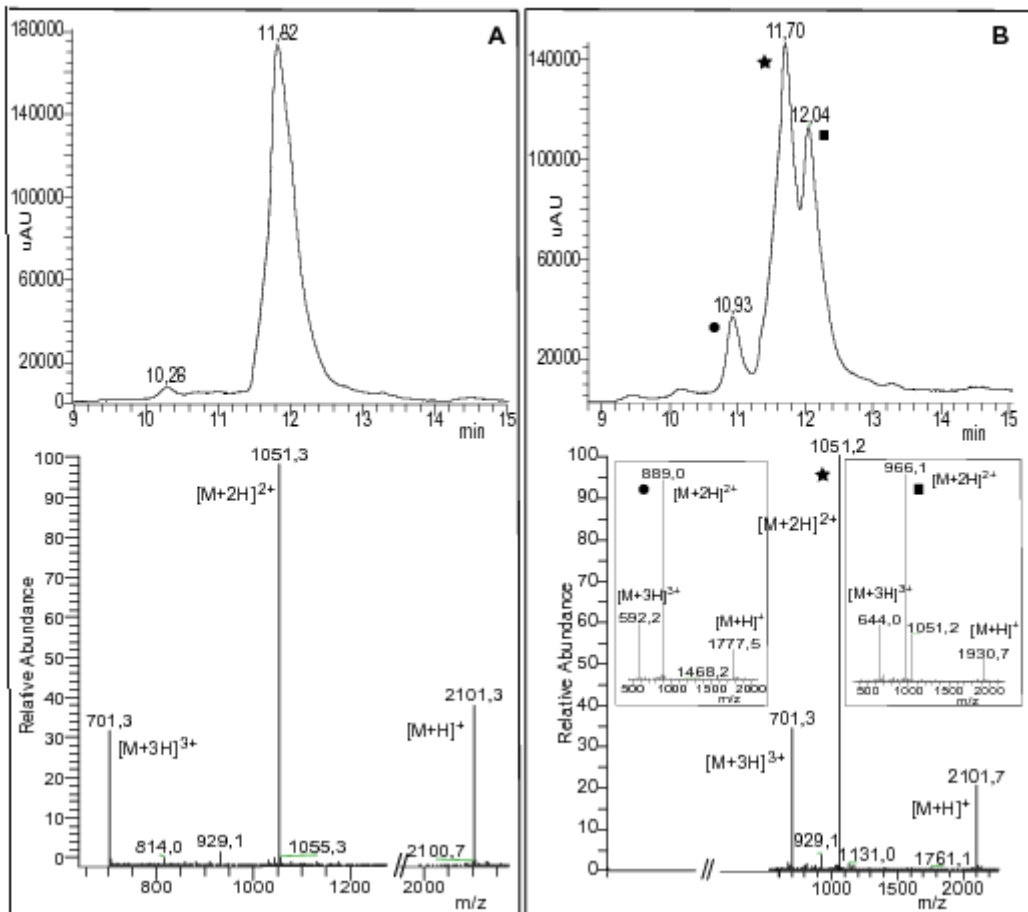 A
180000
140000
100000
60000
20000
0
uAU
11,82
10,26
9 10 11 12 13 14 15
min
100
90
80
70
60
50
40
30
20
10
0
Relative Abundance
1051,3
[M+2H]2+
701,3
[M+3H]3+
2101,3
[M+H]+
814,0
929,1
1055,3
2100,7
800 1000 1200 2000
m/z
B
140000
100000
60000
20000
uAU
11,70
★
12,04
■
10,93
●
9 10 11 12 13 14 15
min
100
90
80
70
60
50
40
30
20
10
0
Relative Abundance
1051,2
★
[M+2H]2+
701,3
[M+3H]3+
929,1
1131,0
1761,1
2101,7
[M+H]+
1000 1500 2000
m/z
889,0
●
[M+2H]2+
[M+3H]3+
592,2
[M+H]+
1777,5
1468,2
500 1000 1500 2000
m/z
966,1
■
[M+2H]2+
[M+3H]3+
644,0
1051,2
[M+H]+
1930,7
500 1000 1500 2000
m/z